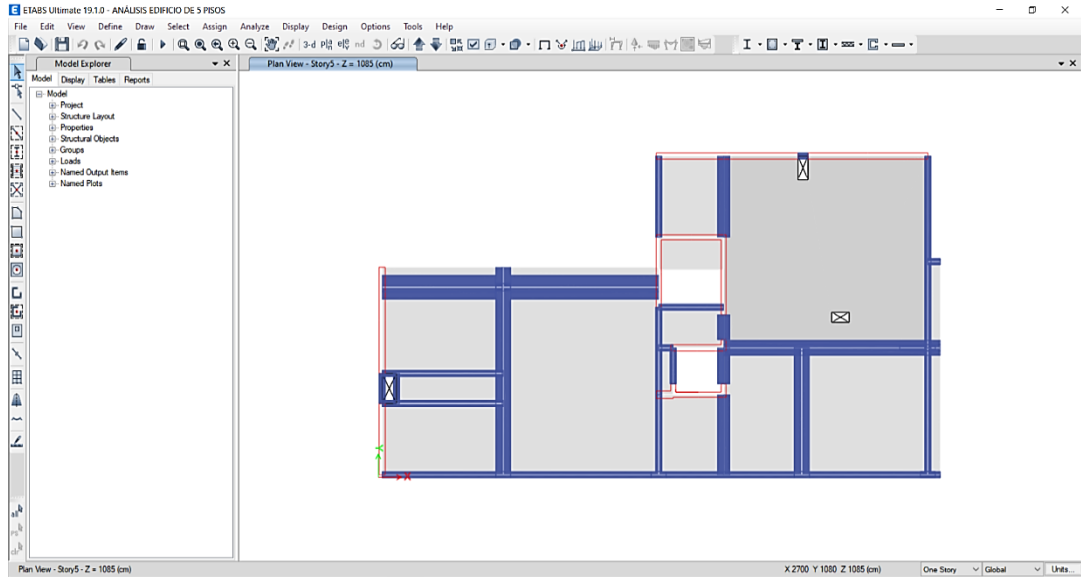 ETABS Ultimate 19.1.0 - ANÁLISIS EDIFICIO DE 5 PISOS
File Edit View Define Draw Select Assign Analyze Display Design Options Tools Help
3-d nd
Model Explorer
Plan View - Story5 - Z = 1085 (cm)
Model Display Tables Reports
Model
Project
Structure Layout
Properties
Structural Objects
Groups
Loads
Named Output Items
Named Plots
Y
X
all
Plan View - Story5 - Z = 1085 (cm)
X 2700 Y 1080 Z 1085 (cm)
One Story
Global
Units...